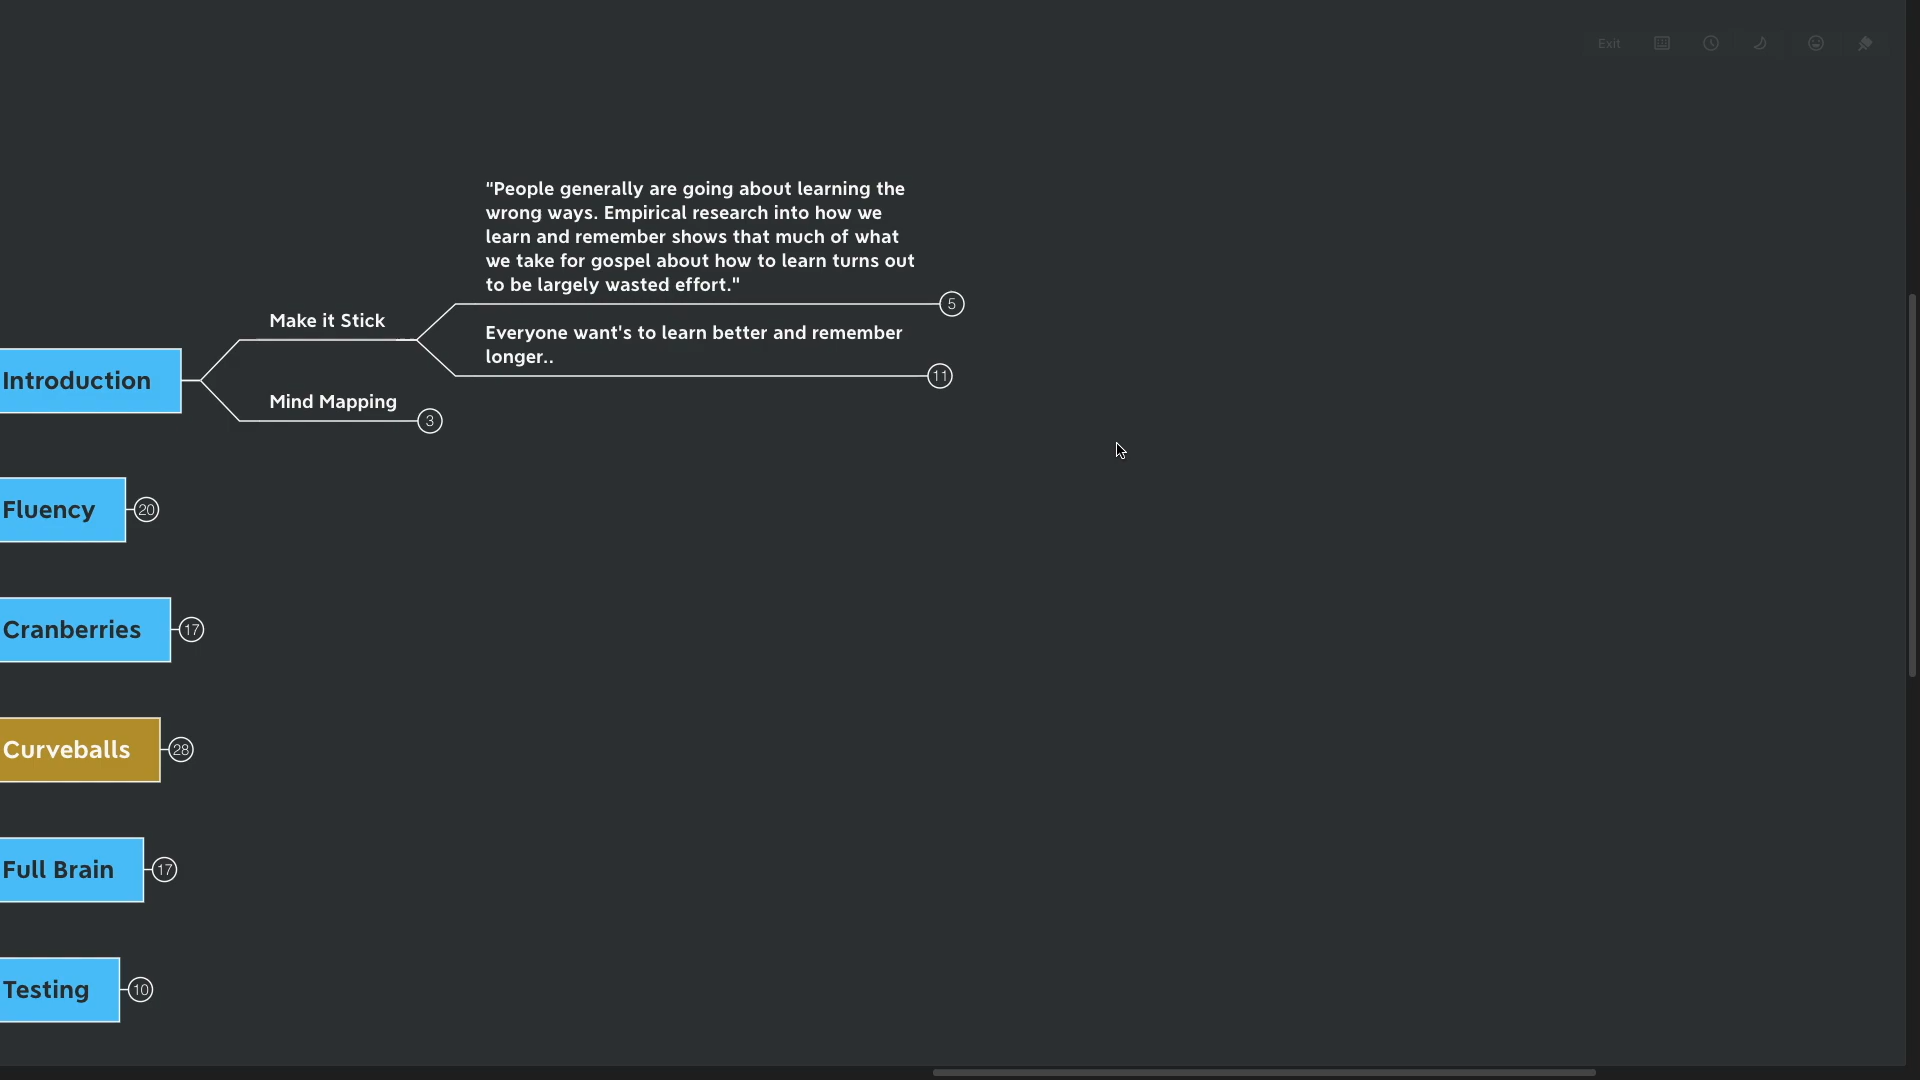 Exit
"People generally are going about learning the
wrong ways. Empirical research into how we
learn and remember shows that much of what
we take for gospel about how to learn turns out
to be largely wasted effort."
5
Make it Stick
Everyone want's to learn better and remember
longer..
11
Introduction
Mind Mapping
3
Fluency
20
Cranberries
17
Curveballs
28
Full Brain
17
Testing
10